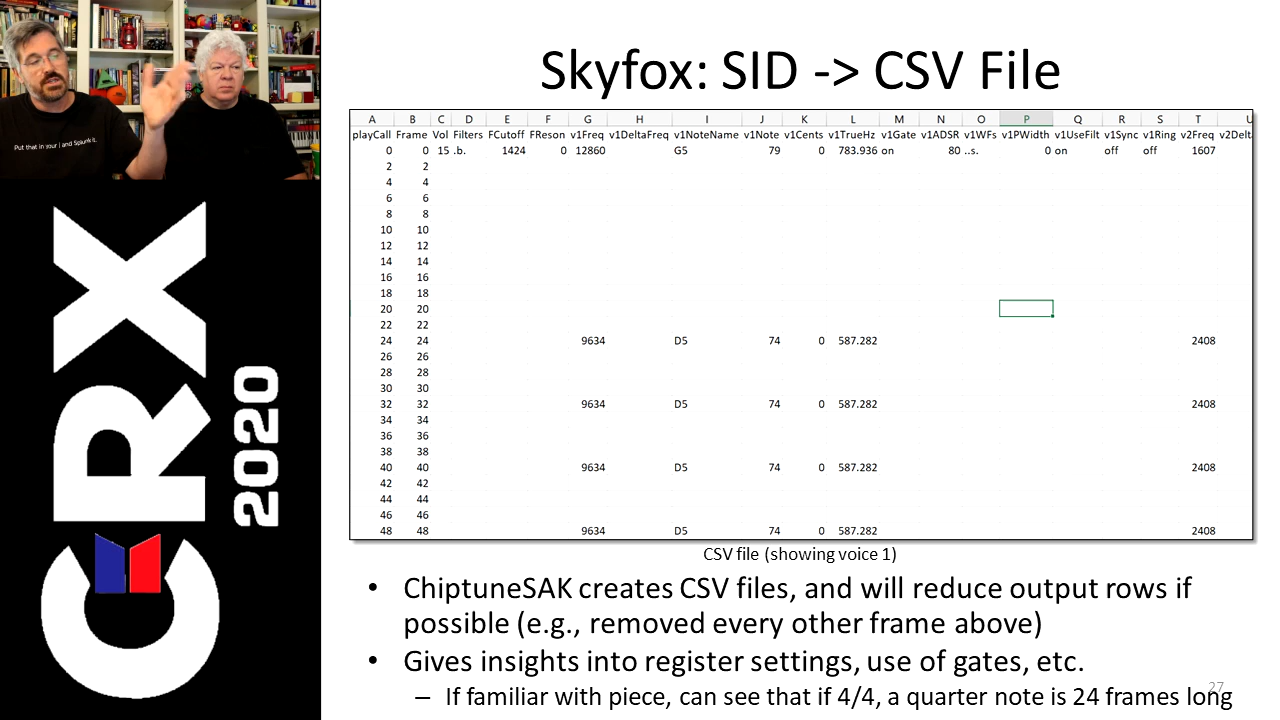 Put that in your | and Splunk it.
CRX
2020
Skyfox: SID -> CSV File
A B C D E F G H I J K L M N O P Q R S T U
playCall Frame Vol Filters FCutoff FReson v1Freq v1DeltaFreq v1NoteName v1Note v1Cents v1TrueHz v1Gate v1ADSR v1WFs v1PWidth v1UseFilt v1Sync v1Ring v2Freq v2Delt
0 0 15 .b. 1424 0 12860 G5 79 0 783.936 on 80 ..s. 0 on off off 1607
2 2
4 4
6 6
8 8
10 10
12 12
14 14
16 16
18 18
20 20
22 22
24 24 9634 D5 74 0 587.282 2408
26 26
28 28
30 30
32 32 9634 D5 74 0 587.282 2408
34 34
36 36
38 38
40 40 9634 D5 74 0 587.282 2408
42 42
44 44
46 46
48 48 9634 D5 74 0 587.282 2408
CSV file (showing voice 1)
• ChiptuneSAK creates CSV files, and will reduce output rows if
possible (e.g., removed every other frame above)
• Gives insights into register settings, use of gates, etc.
– If familiar with piece, can see that if 4/4, a quarter note is 24 frames long
27